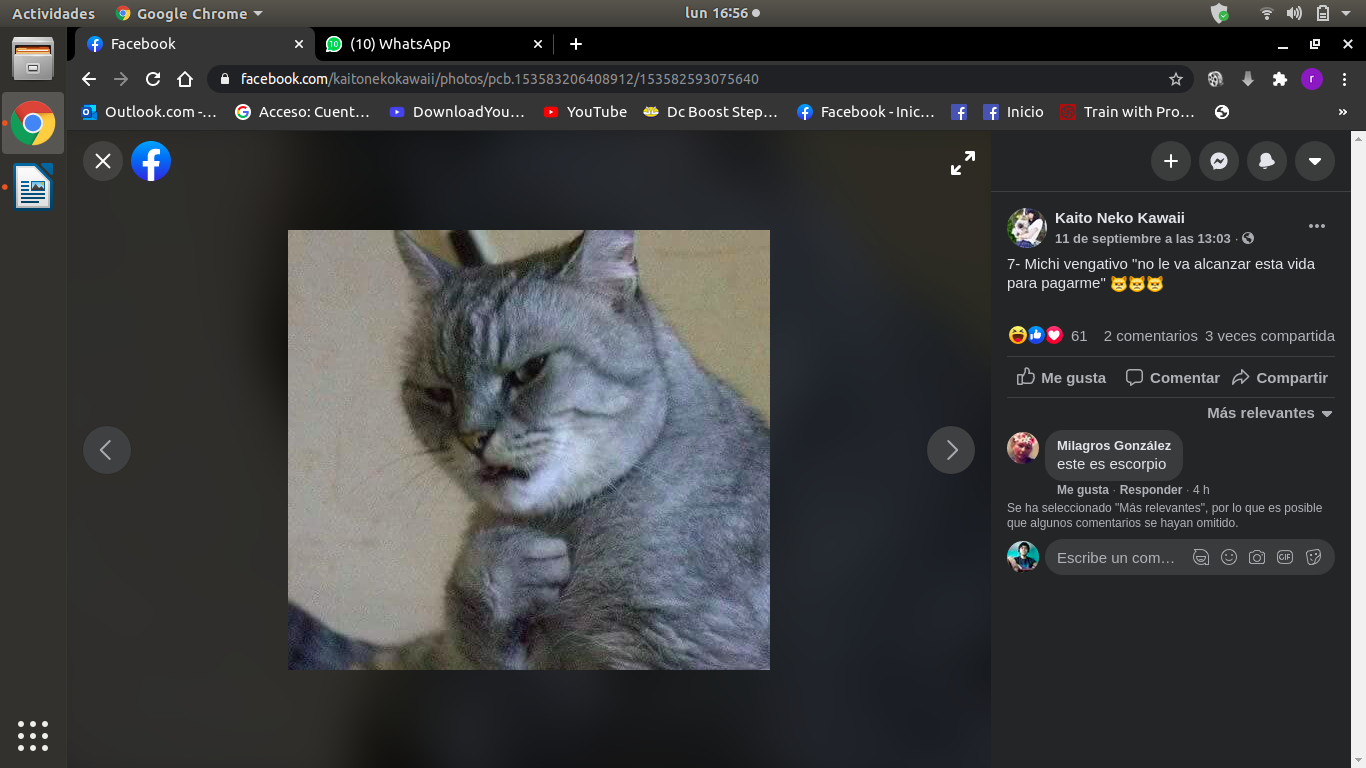 Actividades
Google Chrome
lun 16:56
Facebook
(10) WhatsApp
facebook.com/kaitonekokawaii/photos/pcb.153583206408912/153582593075640
r
Outlook.com -...
Acceso: Cuent...
DownloadYou...
YouTube
Dc Boost Step...
Facebook - Inic...
Inicio
Train with Pro...
»
Kaito Neko Kawaii
11 de septiembre a las 13:03 ·
7- Michi vengativo "no le va alcanzar esta vida
para pagarme" 😾😾😾
61 2 comentarios 3 veces compartida
Me gusta Comentar Compartir
Más relevantes
Milagros González
este es escorpio
Me gusta · Responder · 4 h
Se ha seleccionado "Más relevantes", por lo que es posible
que algunos comentarios se hayan omitido.
Escribe un com...
GIF